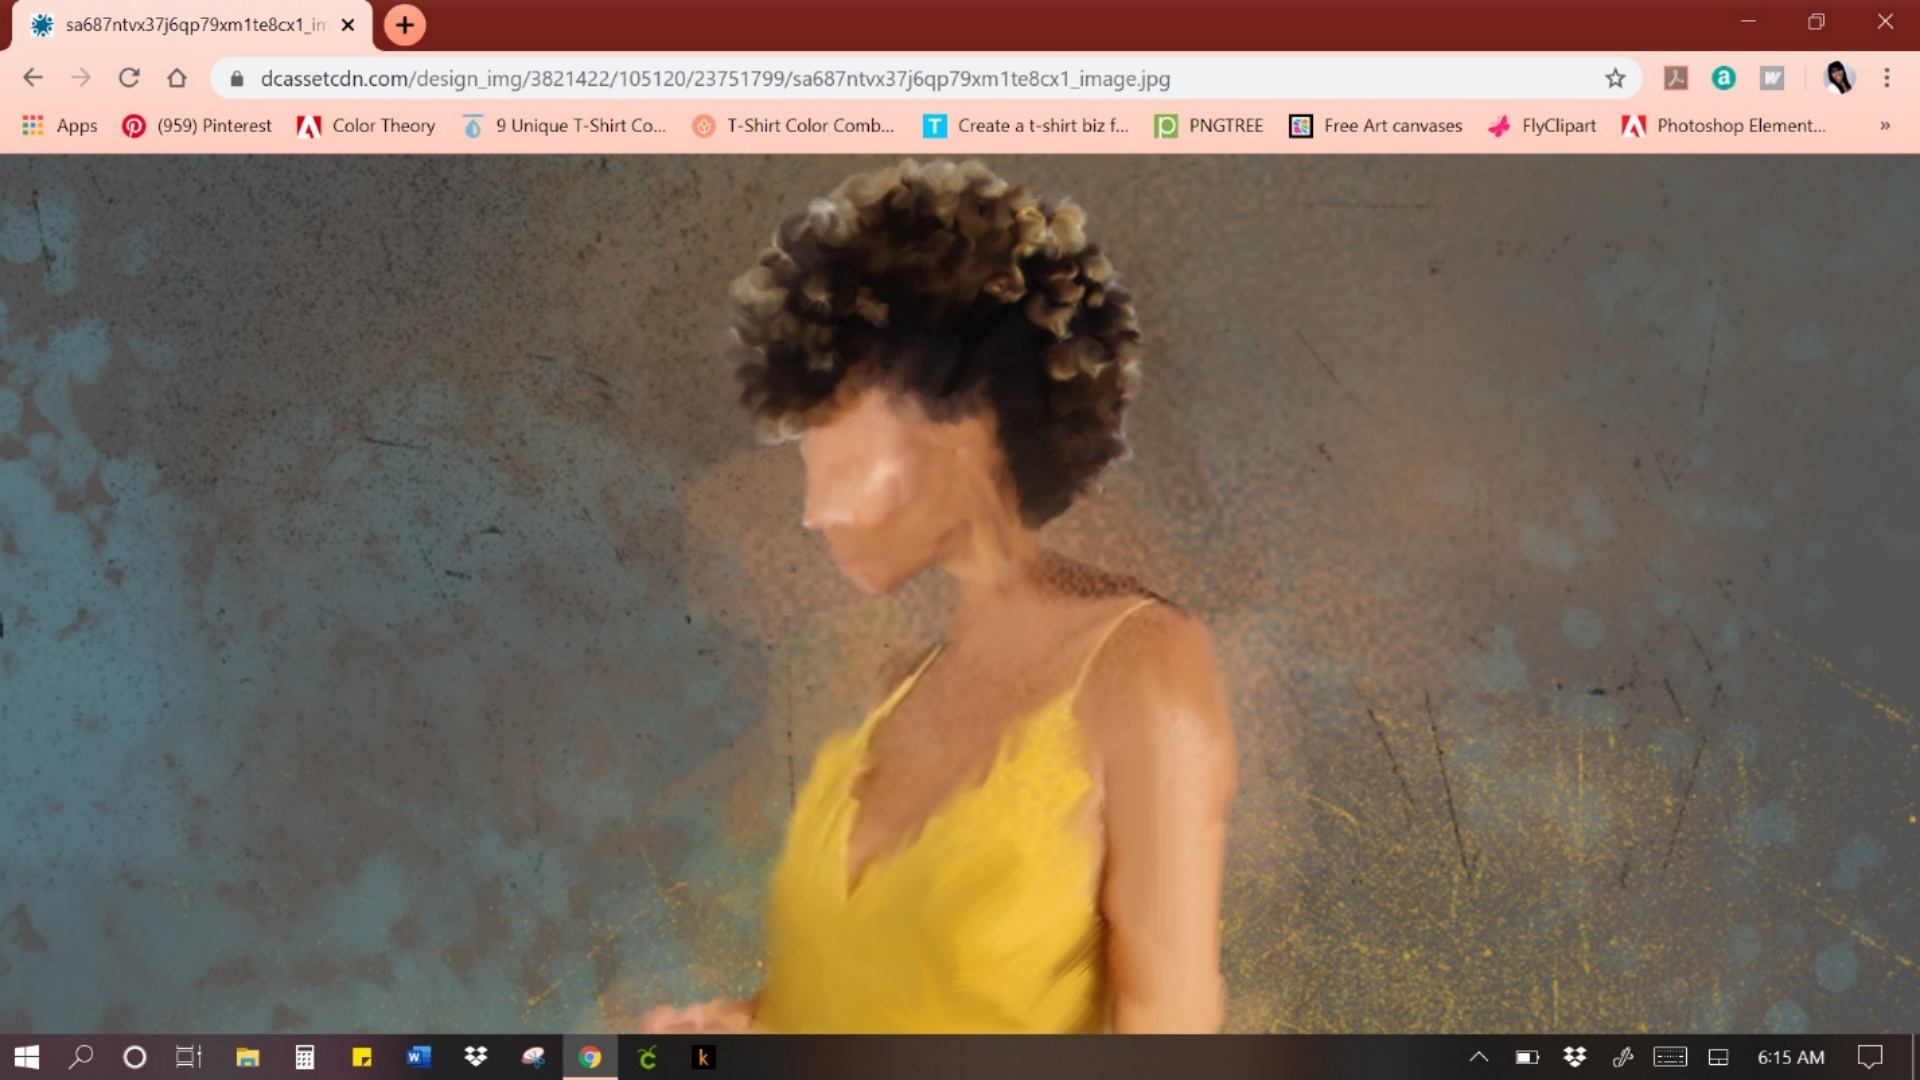 sa687ntvx37j6qp79xm1te8cx1_im
dcassetcdn.com/design_img/3821422/105120/23751799/sa687ntvx37j6qp79xm1te8cx1_image.jpg
Apps (959) Pinterest Color Theory 9 Unique T-Shirt Co... T-Shirt Color Comb... Create a t-shirt biz f... PNGTREE Free Art canvases FlyClipart Photoshop Element... »
6:15 AM